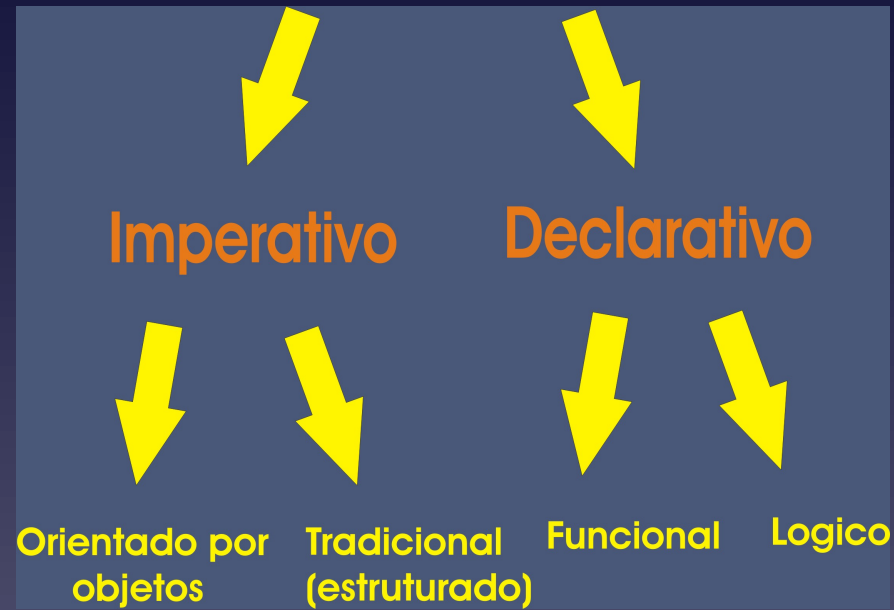 Imperativo
Declarativo
Orientado por
objetos
Tradicional
(estruturado)
Funcional
Logico